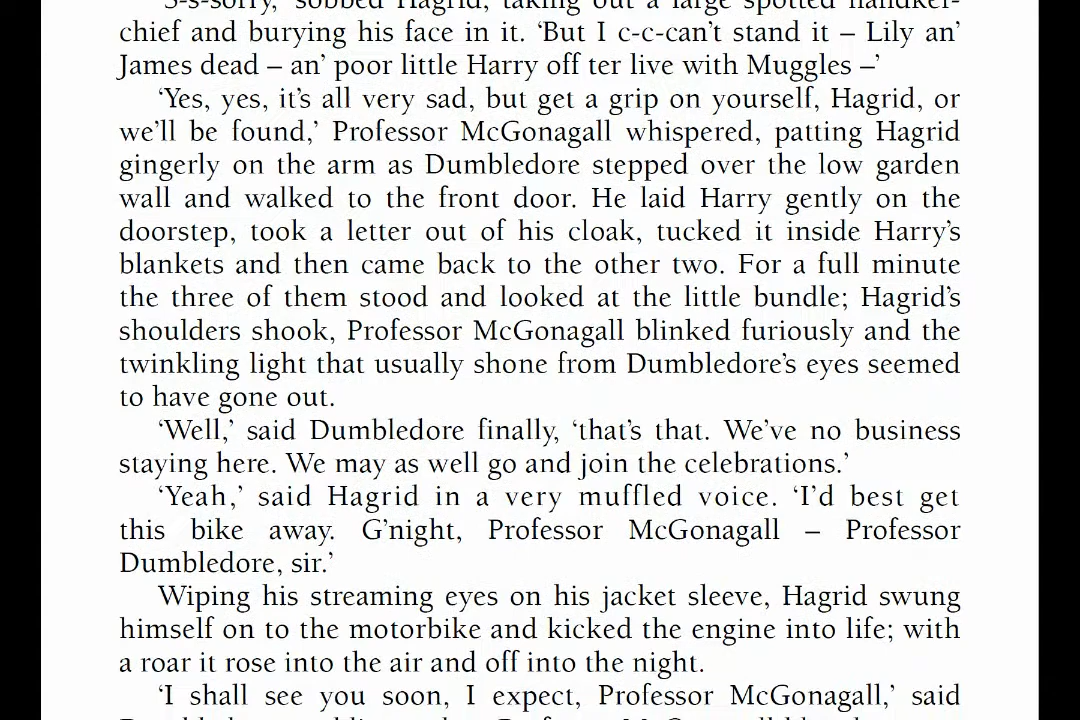 'S-s-sorry,' sobbed Hagrid, taking out a large spotted handker-
chief and burying his face in it. 'But I c-c-can't stand it – Lily an'
James dead – an' poor little Harry off ter live with Muggles –'
'Yes, yes, it's all very sad, but get a grip on yourself, Hagrid, or
we'll be found,' Professor McGonagall whispered, patting Hagrid
gingerly on the arm as Dumbledore stepped over the low garden
wall and walked to the front door. He laid Harry gently on the
doorstep, took a letter out of his cloak, tucked it inside Harry's
blankets and then came back to the other two. For a full minute
the three of them stood and looked at the little bundle; Hagrid's
shoulders shook, Professor McGonagall blinked furiously and the
twinkling light that usually shone from Dumbledore's eyes seemed
to have gone out.
'Well,' said Dumbledore finally, 'that's that. We've no business
staying here. We may as well go and join the celebrations.'
'Yeah,' said Hagrid in a very muffled voice. 'I'd best get
this bike away. G'night, Professor McGonagall – Professor
Dumbledore, sir.'
Wiping his streaming eyes on his jacket sleeve, Hagrid swung
himself on to the motorbike and kicked the engine into life; with
a roar it rose into the air and off into the night.
'I shall see you soon, I expect, Professor McGonagall,' said